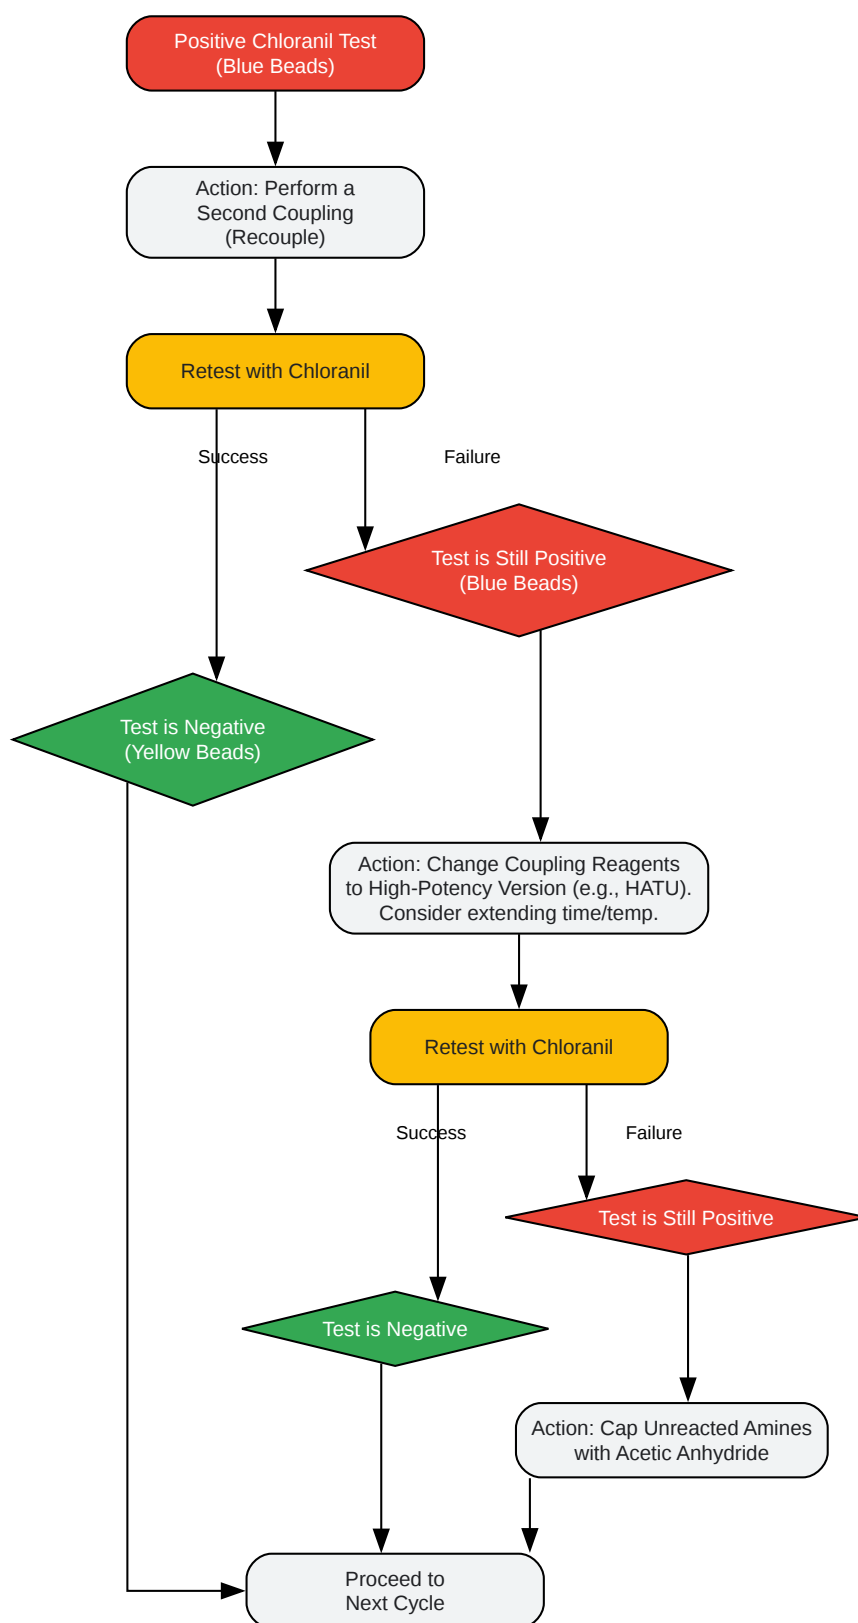 Positive Chloranil Test
(Blue Beads)
Action: Perform a
Second Coupling
(Recouple)
Retest with Chloranil
Success
Failure
Test is Still Positive
(Blue Beads)
Test is Negative
(Yellow Beads)
Action: Change Coupling Reagents
to High-Potency Version (e.g., HATU).
Consider extending time/temp.
Retest with Chloranil
Success
Failure
Test is Still Positive
Test is Negative
Action: Cap Unreacted Amines
with Acetic Anhydride
Proceed to
Next Cycle